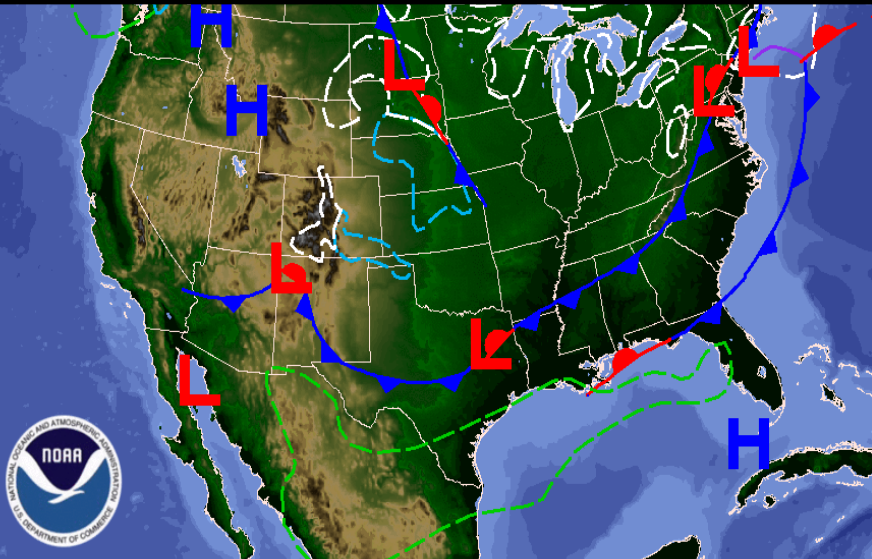 H
L
L
L
H
L
L
L
H
NATIONAL OCEANIC AND ATMOSPHERIC ADMINISTRATION
NOAA
U.S. DEPARTMENT OF COMMERCE